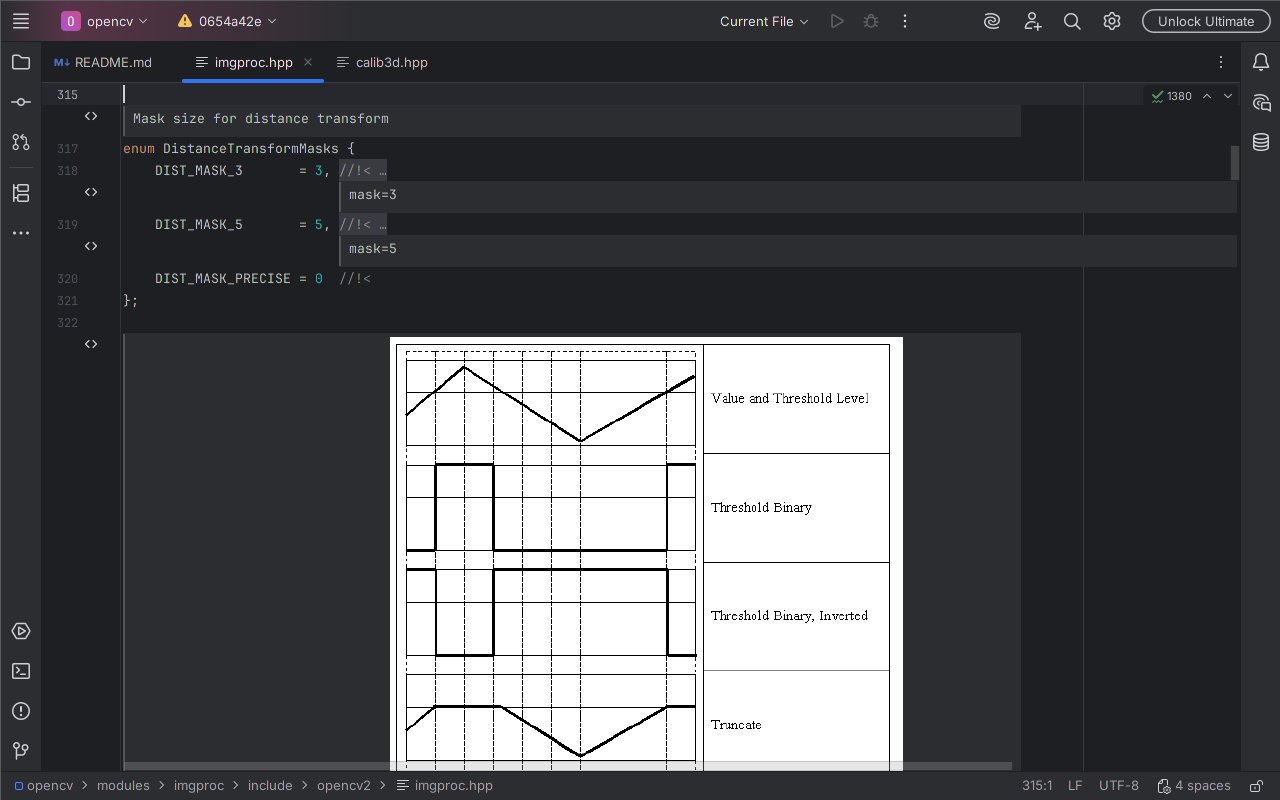 opencv
0654a42e
Current File
Unlock Ultimate
README.md
imgproc.hpp
calib3d.hpp
315
1380
Mask size for distance transform
317 enum DistanceTransformMasks {
318 DIST_MASK_3 = 3, //!< …
mask=3
319 DIST_MASK_5 = 5, //!< …
mask=5
320 DIST_MASK_PRECISE = 0 //!<
321 };
322
Value and Threshold Level
Threshold Binary
Threshold Binary, Inverted
Truncate
opencv > modules > imgproc > include > opencv2 > imgproc.hpp
315:1 LF UTF-8 4 spaces